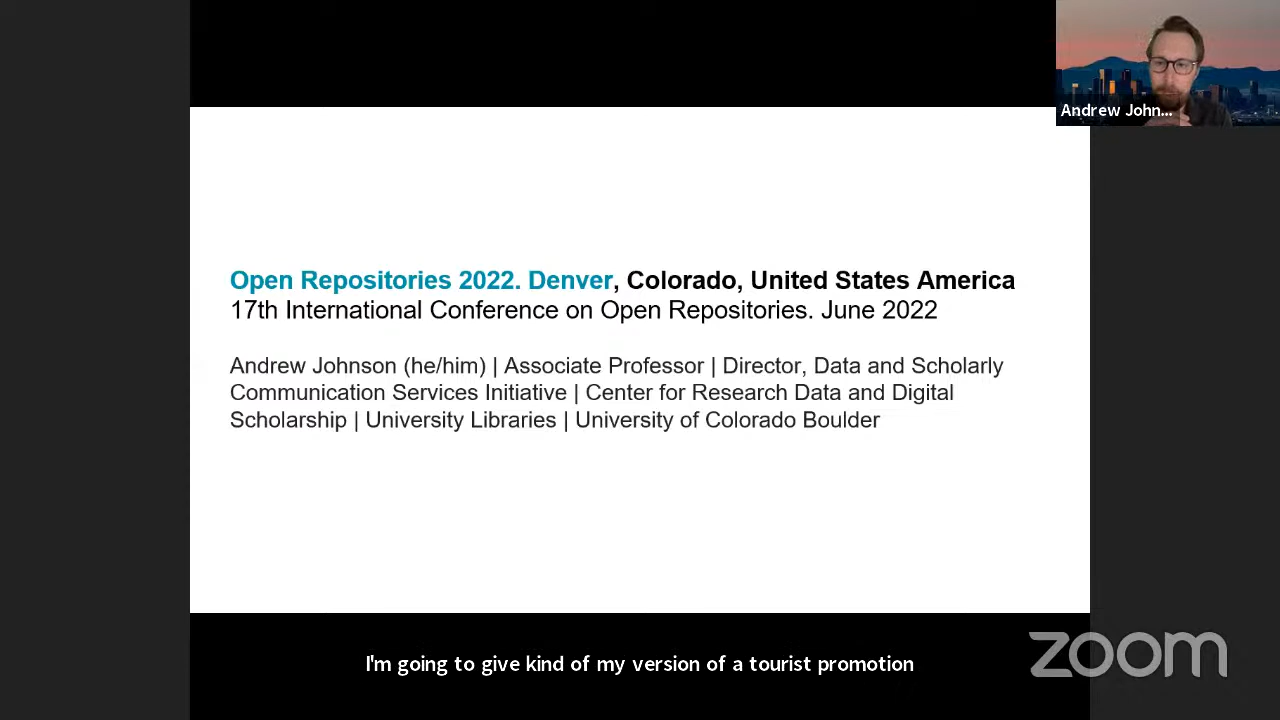 Andrew John...
Open Repositories 2022. Denver, Colorado, United States America
17th International Conference on Open Repositories. June 2022
Andrew Johnson (he/him) | Associate Professor | Director, Data and Scholarly
Communication Services Initiative | Center for Research Data and Digital
Scholarship | University Libraries | University of Colorado Boulder
I'm going to give kind of my version of a tourist promotion
zoom